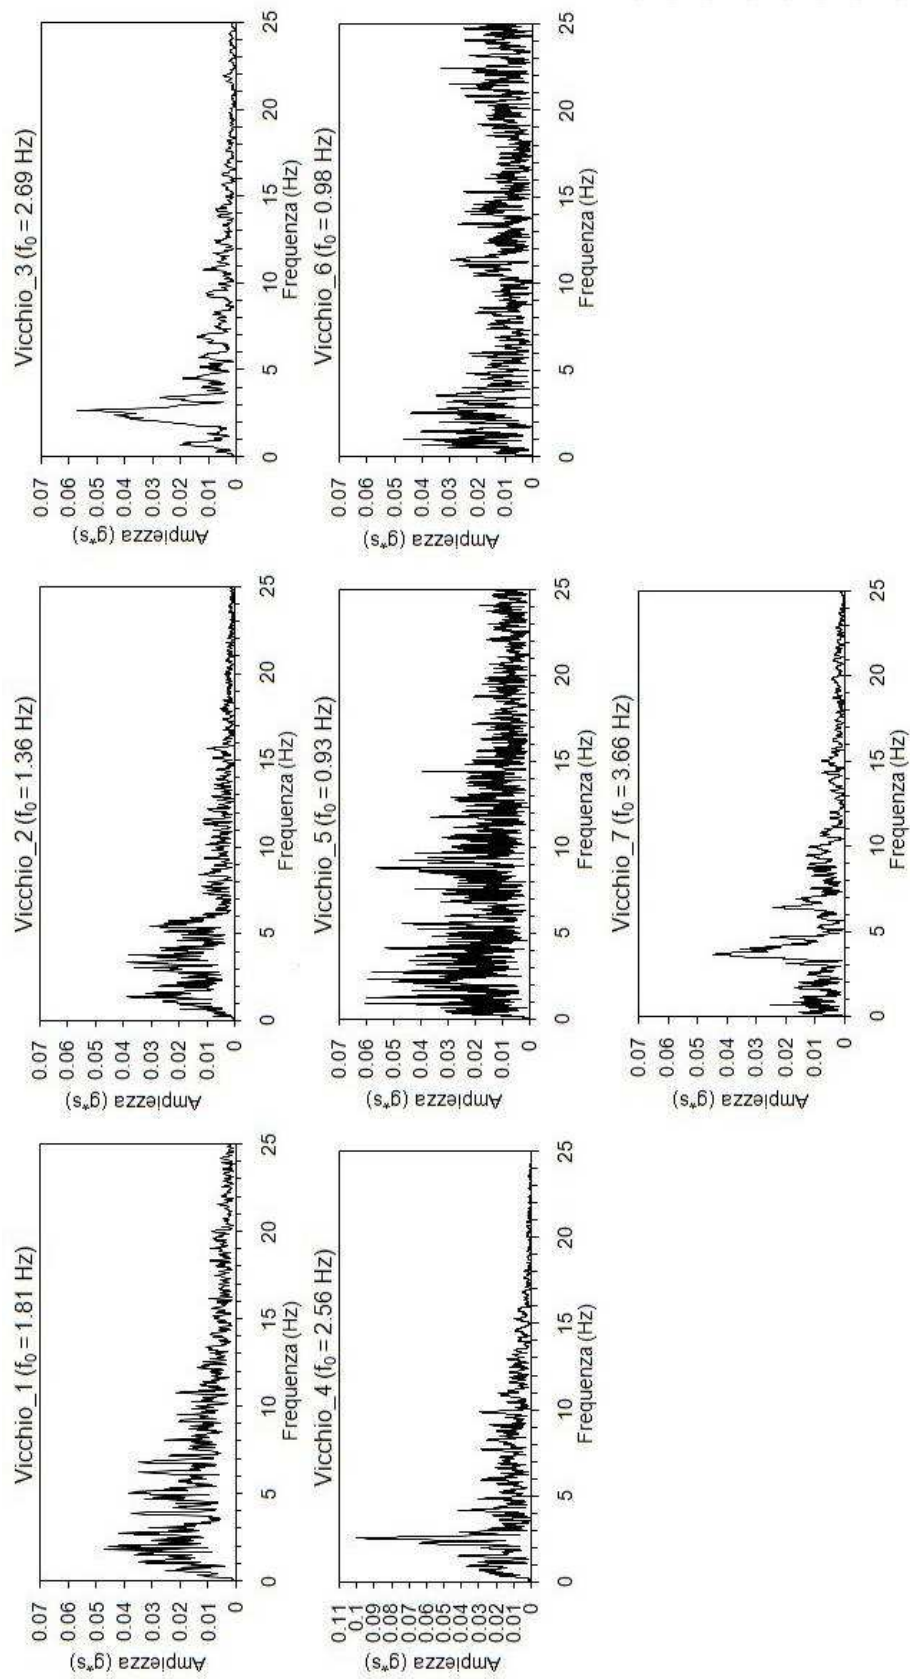 Vicchio_1 (f0 = 1.81 Hz)
0.07
0.06
0.05
0.04
0.03
0.02
0.01
0
Ampiezza (g*s)
0 5 10 15 20 25
Frequenza (Hz)
Vicchio_2 (f0 = 1.36 Hz)
0.07
0.06
0.05
0.04
0.03
0.02
0.01
0
Ampiezza (g*s)
0 5 10 15 20 25
Frequenza (Hz)
Vicchio_3 (f0 = 2.69 Hz)
0.07
0.06
0.05
0.04
0.03
0.02
0.01
0
Ampiezza (g*s)
0 5 10 15 20 25
Frequenza (Hz)
Vicchio_4 (f0 = 2.56 Hz)
0.11
0.1
0.09
0.08
0.07
0.06
0.05
0.04
0.03
0.02
0.01
0
Ampiezza (g*s)
0 5 10 15 20 25
Frequenza (Hz)
Vicchio_5 (f0 = 0.93 Hz)
0.07
0.06
0.05
0.04
0.03
0.02
0.01
0
Ampiezza (g*s)
0 5 10 15 20 25
Frequenza (Hz)
Vicchio_6 (f0 = 0.98 Hz)
0.07
0.06
0.05
0.04
0.03
0.02
0.01
0
Ampiezza (g*s)
0 5 10 15 20 25
Frequenza (Hz)
Vicchio_7 (f0 = 3.66 Hz)
0.07
0.06
0.05
0.04
0.03
0.02
0.01
0
Ampiezza (g*s)
0 5 10 15 20 25
Frequenza (Hz)